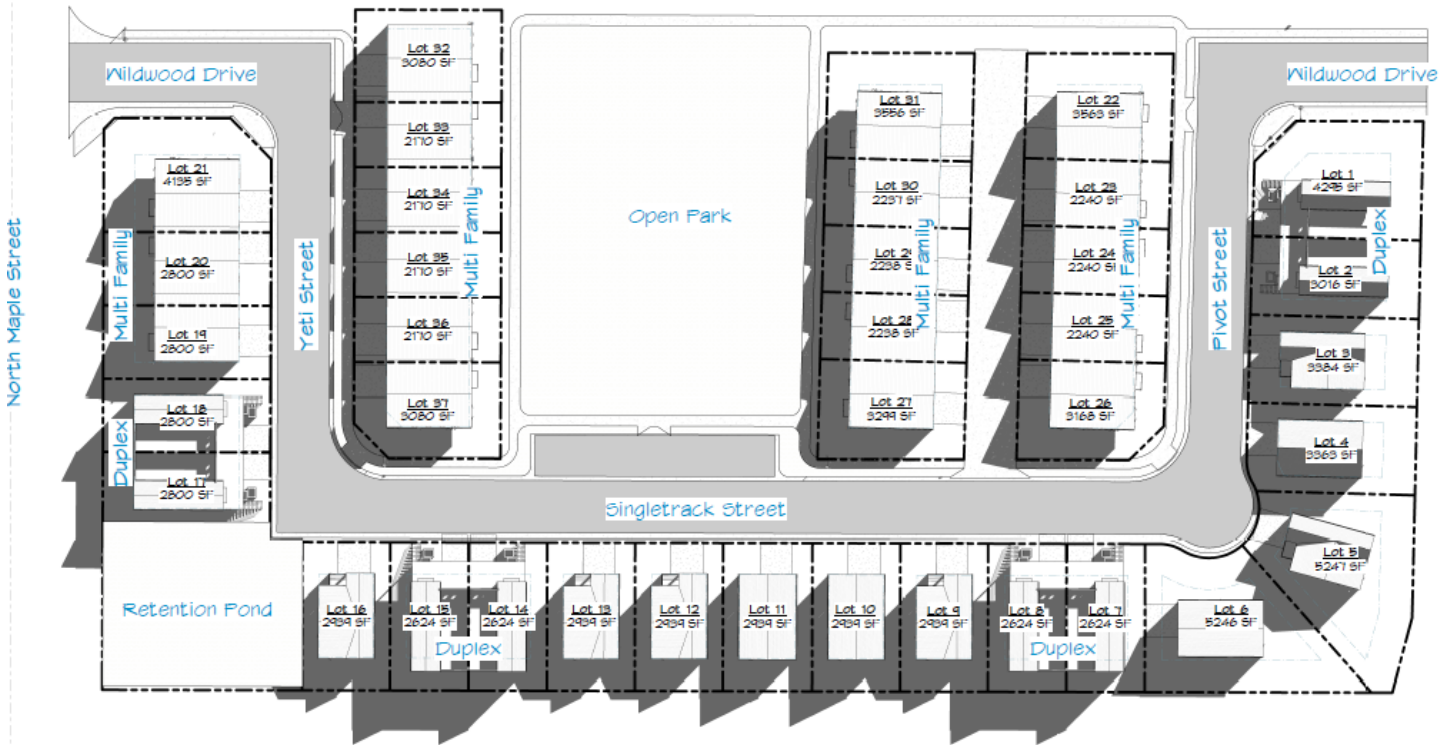 Wildwood Drive
Wildwood Drive
North Maple Street
Yeti Street
Pivot Street
Singletrack Street
Open Park
Retention Pond
Lot 21
4135 SF
Lot 20
2800 SF
Lot 19
2800 SF
Multi Family
Lot 18
2800 SF
Lot 17
2800 SF
Duplex
Lot 32
3080 SF
Lot 33
2170 SF
Lot 34
2170 SF
Lot 35
2170 SF
Lot 36
2170 SF
Lot 37
3080 SF
Multi Family
Lot 31
3556 SF
Lot 30
2237 SF
Lot 29
2238 SF
Lot 28
2238 SF
Lot 27
3299 SF
Multi Family
Lot 22
3563 SF
Lot 23
2240 SF
Lot 24
2240 SF
Lot 25
2240 SF
Lot 26
3168 SF
Multi Family
Lot 1
4295 SF
Lot 2
3016 SF
Duplex
Lot 3
3384 SF
Lot 4
3363 SF
Lot 5
5247 SF
Lot 16
2939 SF
Lot 15
2624 SF
Lot 14
2624 SF
Duplex
Lot 13
2939 SF
Lot 12
2939 SF
Lot 11
2939 SF
Lot 10
2939 SF
Lot 9
2939 SF
Lot 8
2624 SF
Lot 7
2624 SF
Duplex
Lot 6
5246 SF